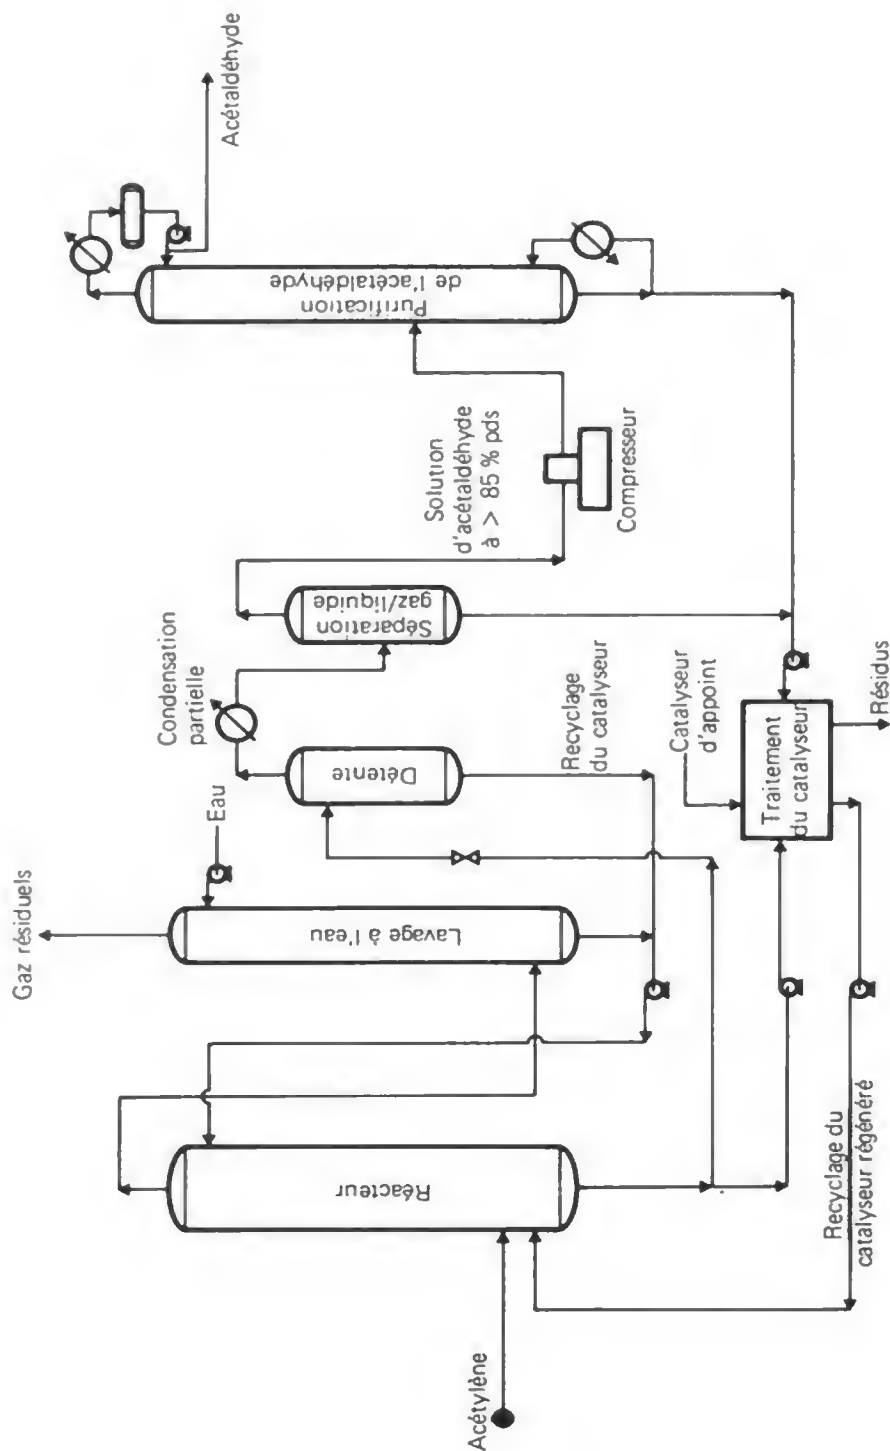 Acétylène
Réacteur
Gaz résiduels
Lavage à l'eau
Eau
Détente
Condensation
partielle
Séparation
gaz/liquide
Recyclage
du catalyseur
Solution
d'acétaldéhyde
à > 85 % pds
Compresseur
Purification
de l'acétaldéhyde
Acétaldéhyde
Catalyseur
d'appoint
Traitement
du catalyseur
Résidus
Recyclage du
catalyseur régénéré